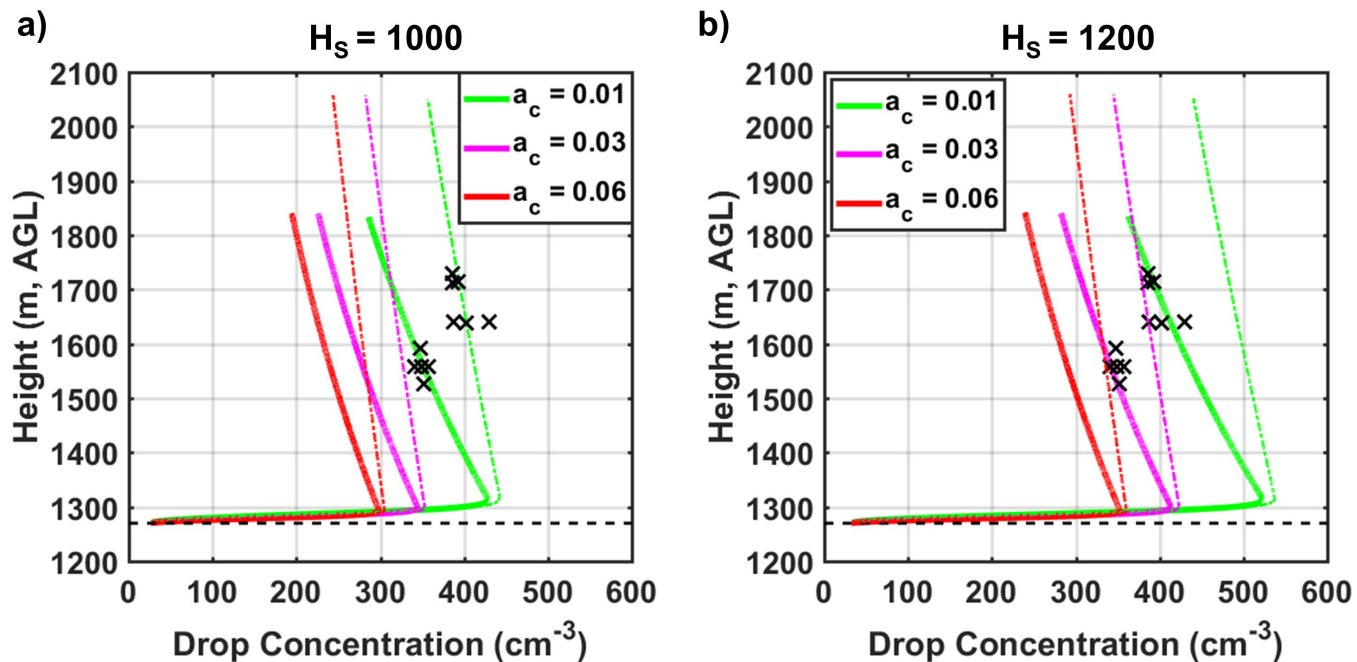 a)
H_S = 1000
2100
2000
1900
1800
1700
1600
1500
1400
1300
1200
Height (m, AGL)
a_c = 0.01
a_c = 0.03
a_c = 0.06
0 100 200 300 400 500 600
Drop Concentration (cm^-3)
b)
H_S = 1200
2100
2000
1900
1800
1700
1600
1500
1400
1300
1200
Height (m, AGL)
a_c = 0.01
a_c = 0.03
a_c = 0.06
0 100 200 300 400 500 600
Drop Concentration (cm^-3)